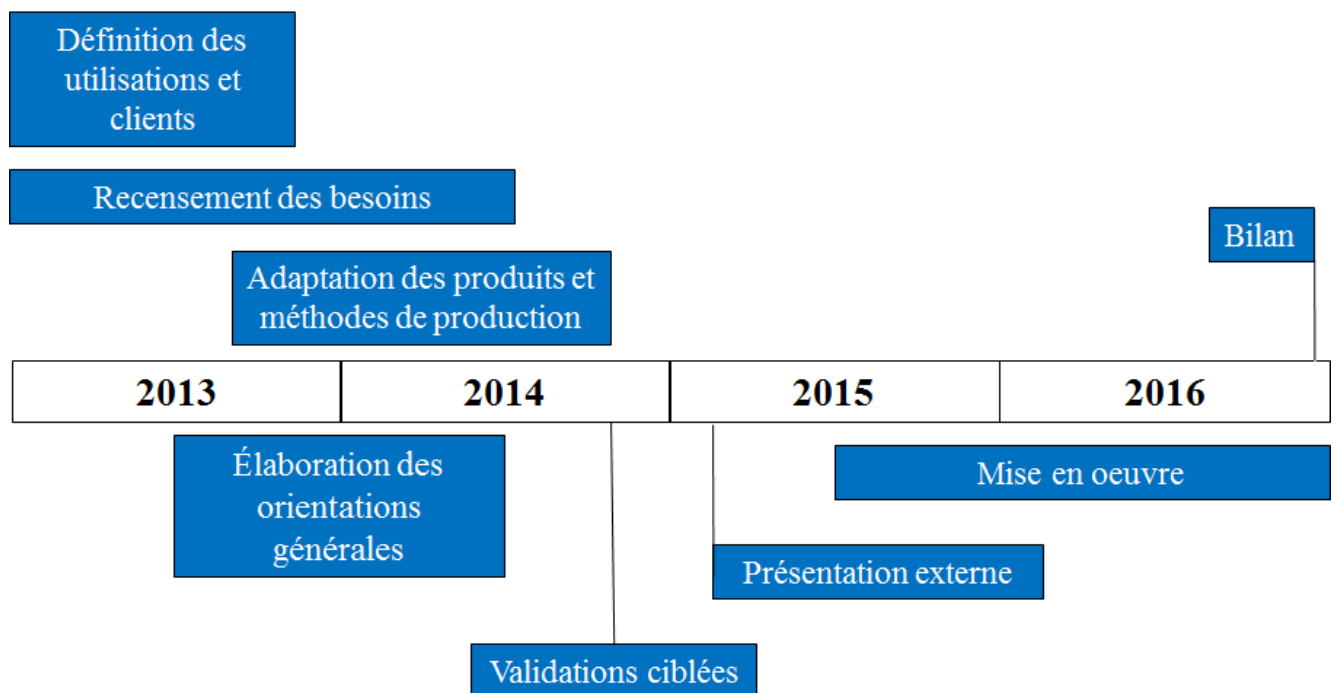 Définition des
utilisations et
clients
Recensement des besoins
Bilan
Adaptation des produits et
méthodes de production
2013
2014
2015
2016
Élaboration des
orientations
générales
Mise en oeuvre
Présentation externe
Validations ciblées